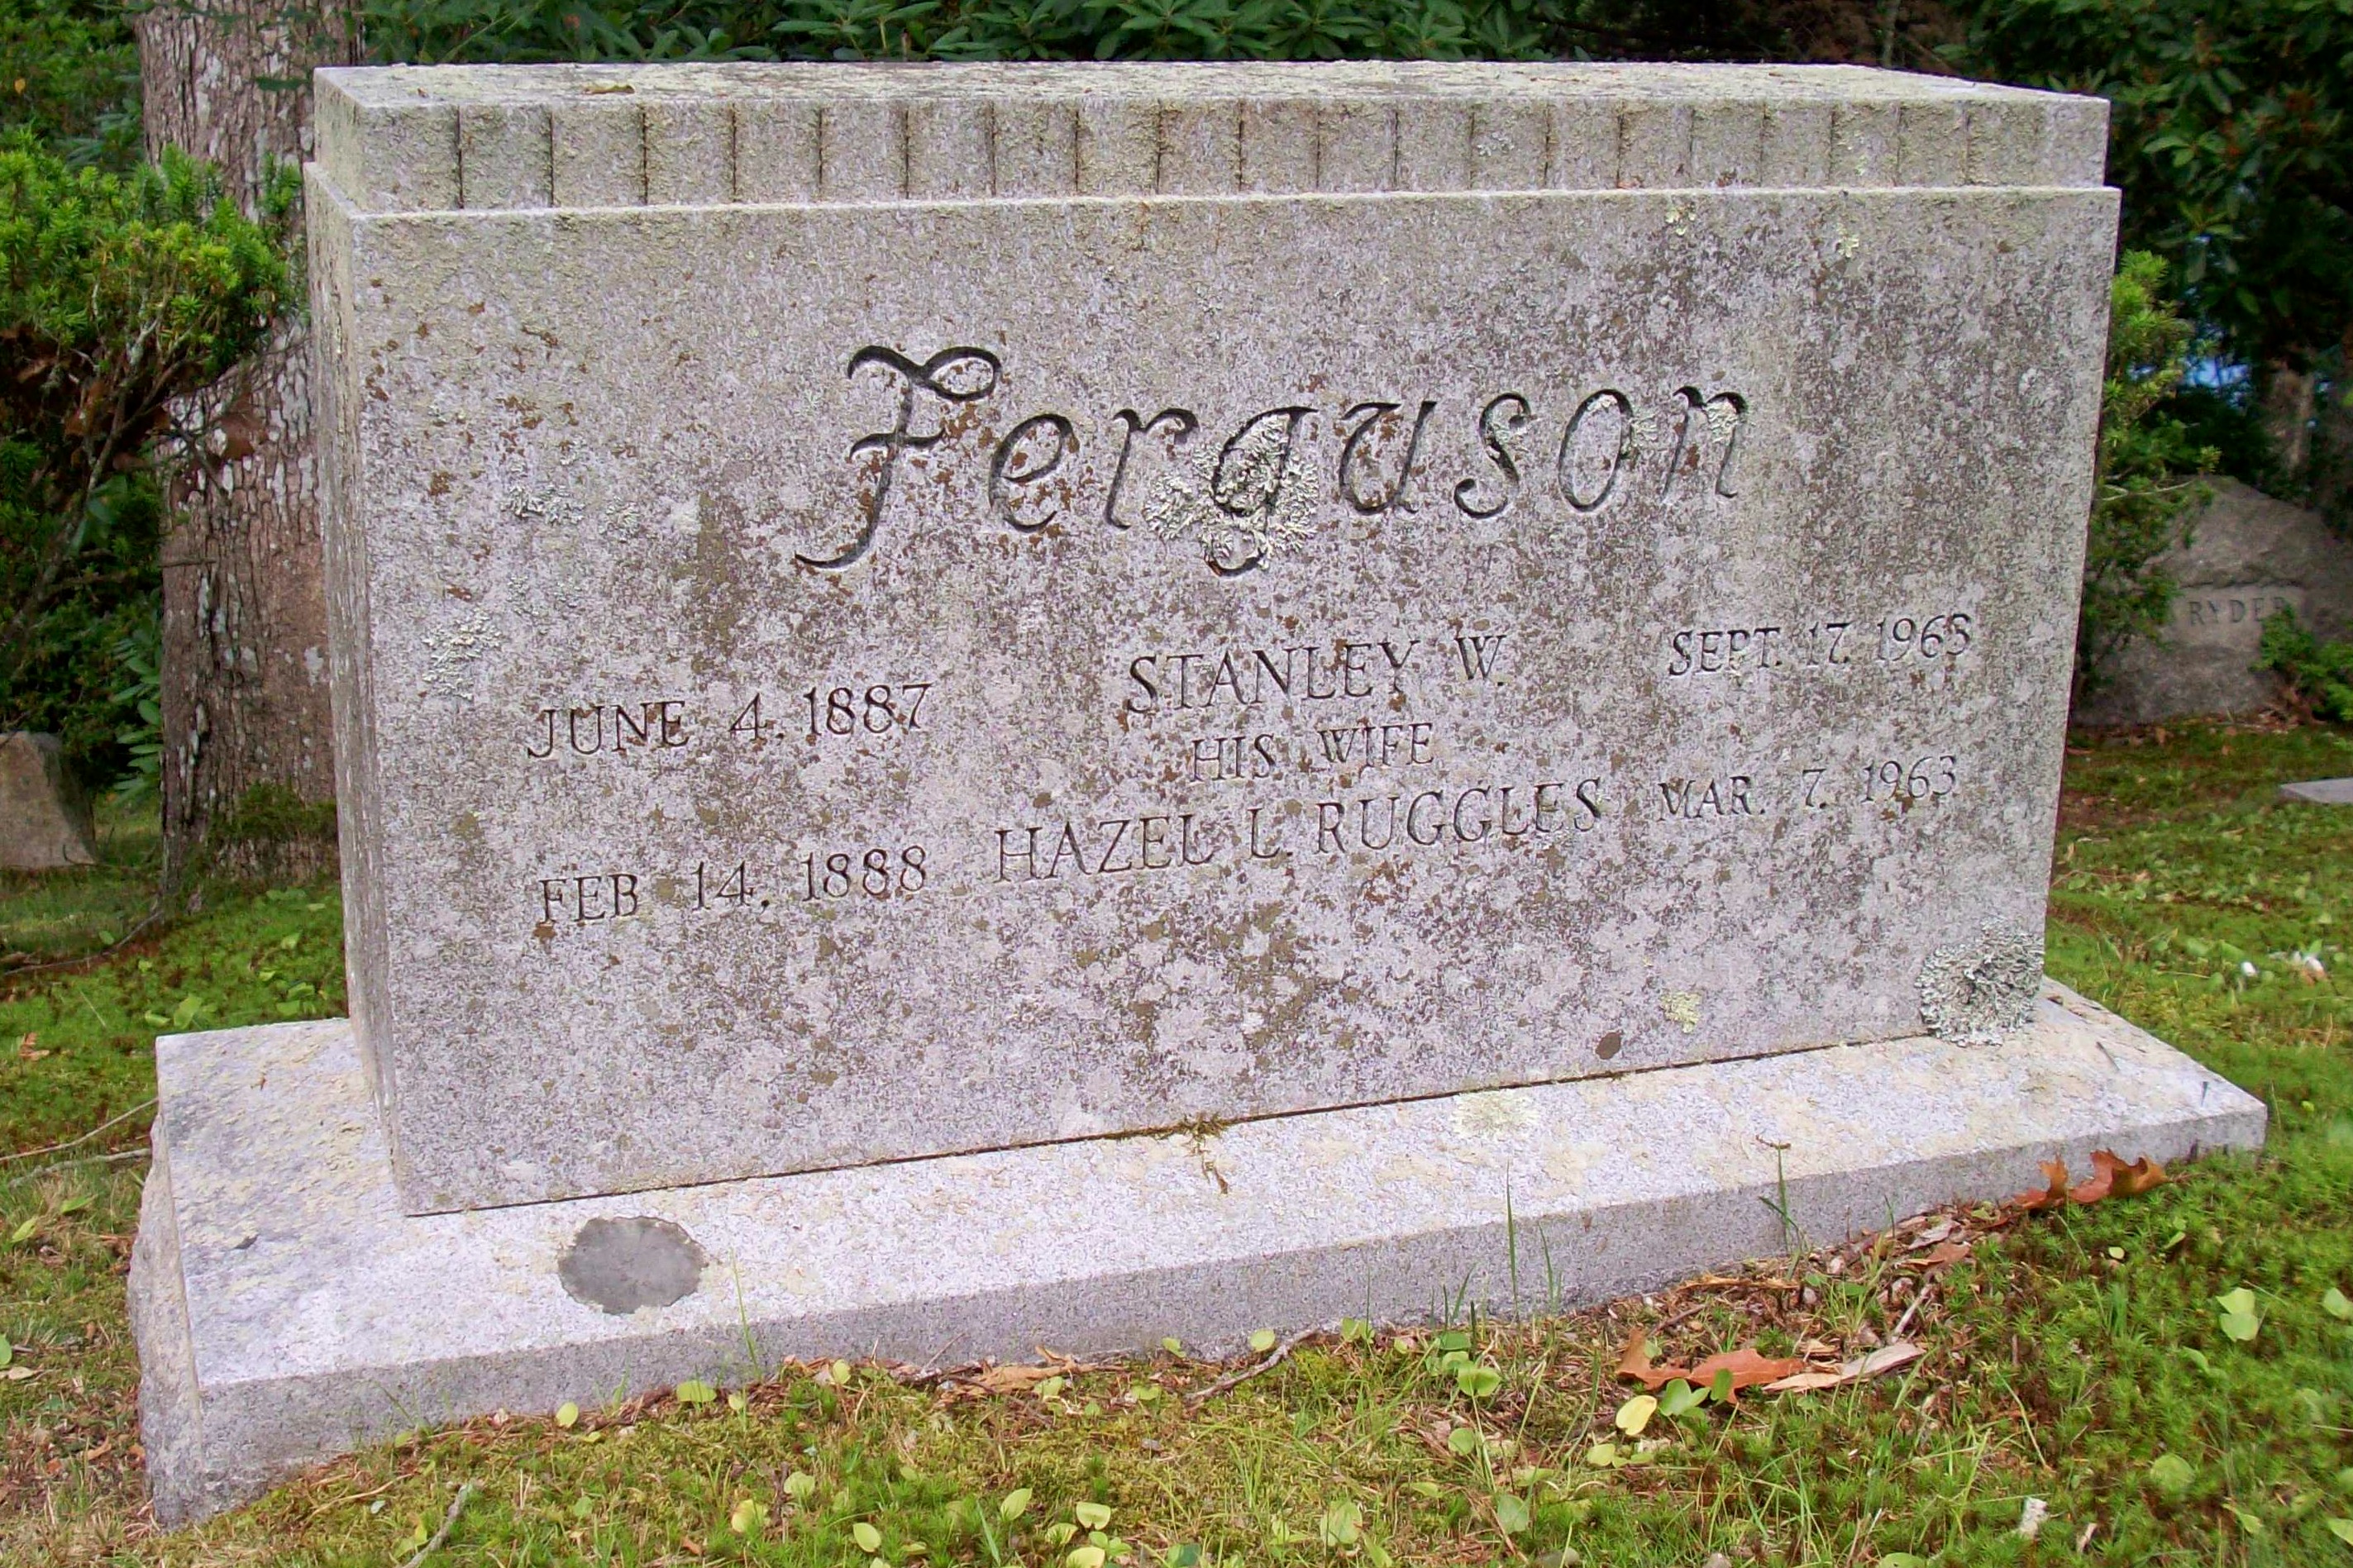 Ferguson
JUNE 4, 1887 STANLEY W. SEPT. 17, 1963
HIS WIFE
FEB 14, 1888 HAZEL L. RUGGLES MAR. 7, 1963
RYDER